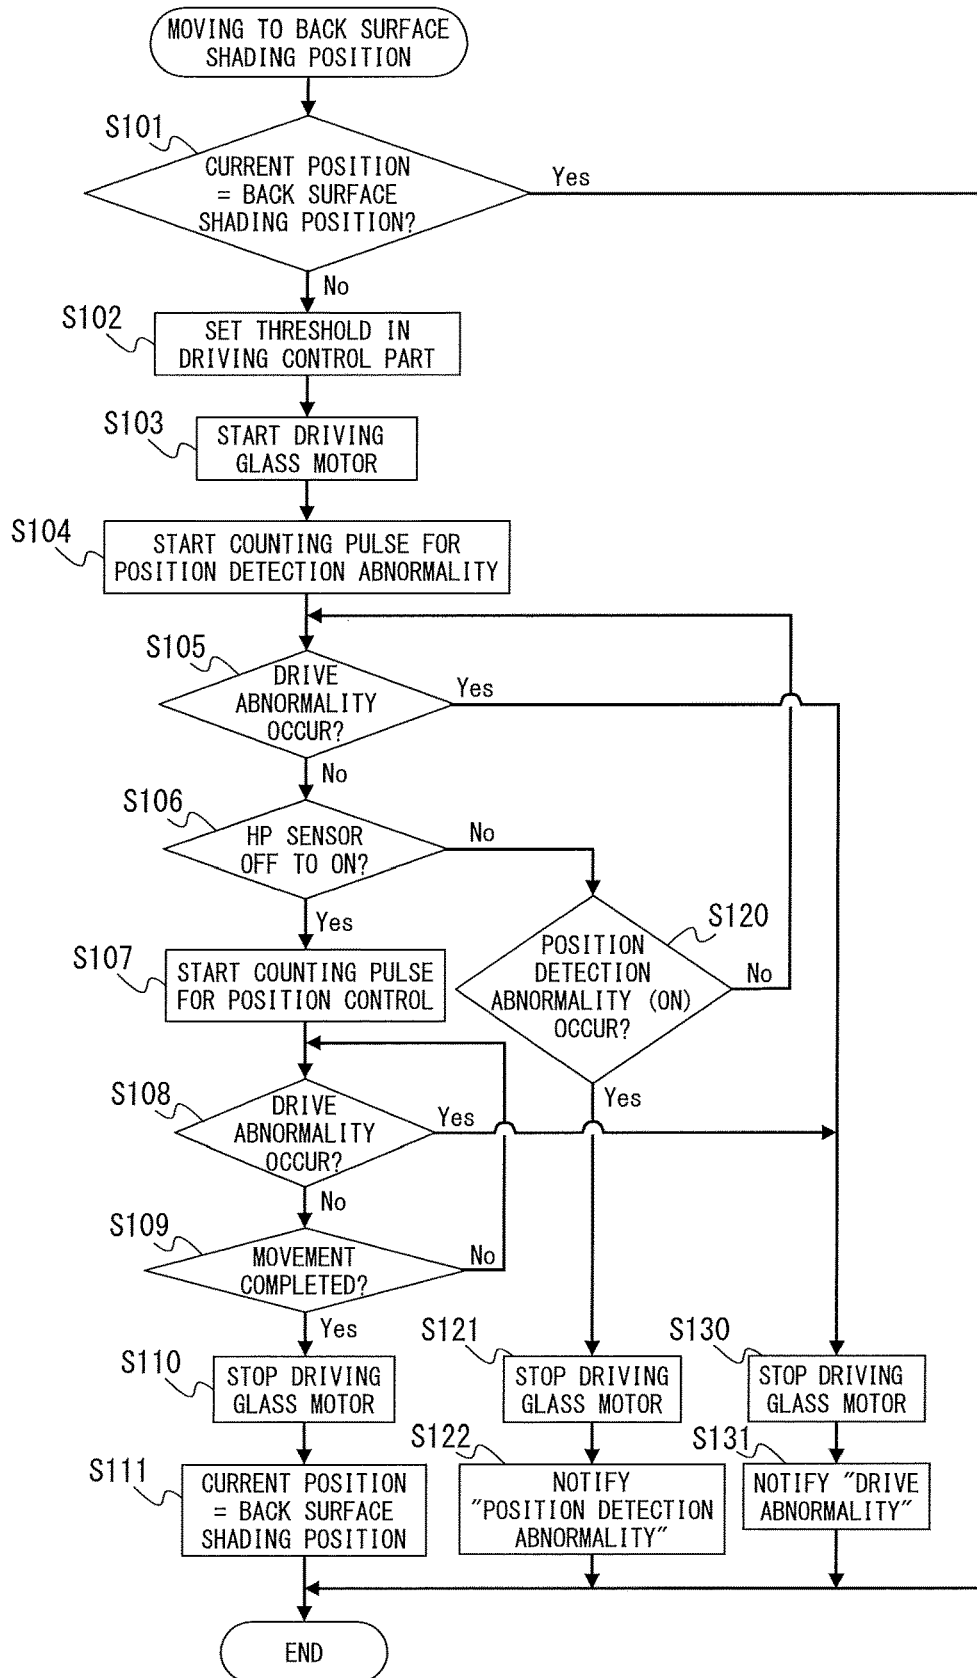 MOVING TO BACK SURFACE
SHADING POSITION
S101
CURRENT POSITION
= BACK SURFACE
SHADING POSITION?
Yes
No
S102
SET THRESHOLD IN
DRIVING CONTROL PART
S103
START DRIVING
GLASS MOTOR
S104
START COUNTING PULSE FOR
POSITION DETECTION ABNORMALITY
S105
DRIVE
ABNORMALITY
OCCUR?
Yes
No
S106
HP SENSOR
OFF TO ON?
No
Yes
S120
POSITION
DETECTION
ABNORMALITY (ON)
OCCUR?
No
Yes
S107
START COUNTING PULSE
FOR POSITION CONTROL
S108
DRIVE
ABNORMALITY
OCCUR?
Yes
No
S109
MOVEMENT
COMPLETED?
No
Yes
S110
STOP DRIVING
GLASS MOTOR
S121
STOP DRIVING
GLASS MOTOR
S130
STOP DRIVING
GLASS MOTOR
S111
CURRENT POSITION
= BACK SURFACE
SHADING POSITION
S122
NOTIFY
"POSITION DETECTION
ABNORMALITY"
S131
NOTIFY "DRIVE
ABNORMALITY"
END